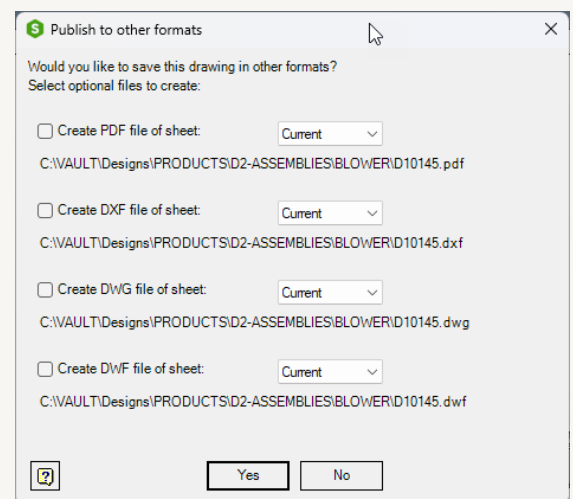 S Publish to other formats
Would you like to save this drawing in other formats?
Select optional files to create:
Create PDF file of sheet: Current
C:\VAULT\Designs\PRODUCTS\D2-ASSEMBLIES\BLOWER\D10145.pdf
Create DXF file of sheet: Current
C:\VAULT\Designs\PRODUCTS\D2-ASSEMBLIES\BLOWER\D10145.dxf
Create DWG file of sheet: Current
C:\VAULT\Designs\PRODUCTS\D2-ASSEMBLIES\BLOWER\D10145.dwg
Create DWF file of sheet: Current
C:\VAULT\Designs\PRODUCTS\D2-ASSEMBLIES\BLOWER\D10145.dwf
? Yes No